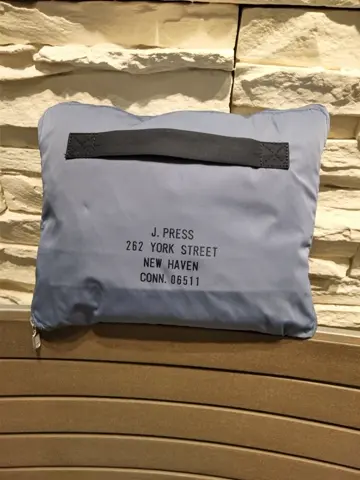 J. PRESS
262 YORK STREET
NEW HAVEN
CONN. 06511